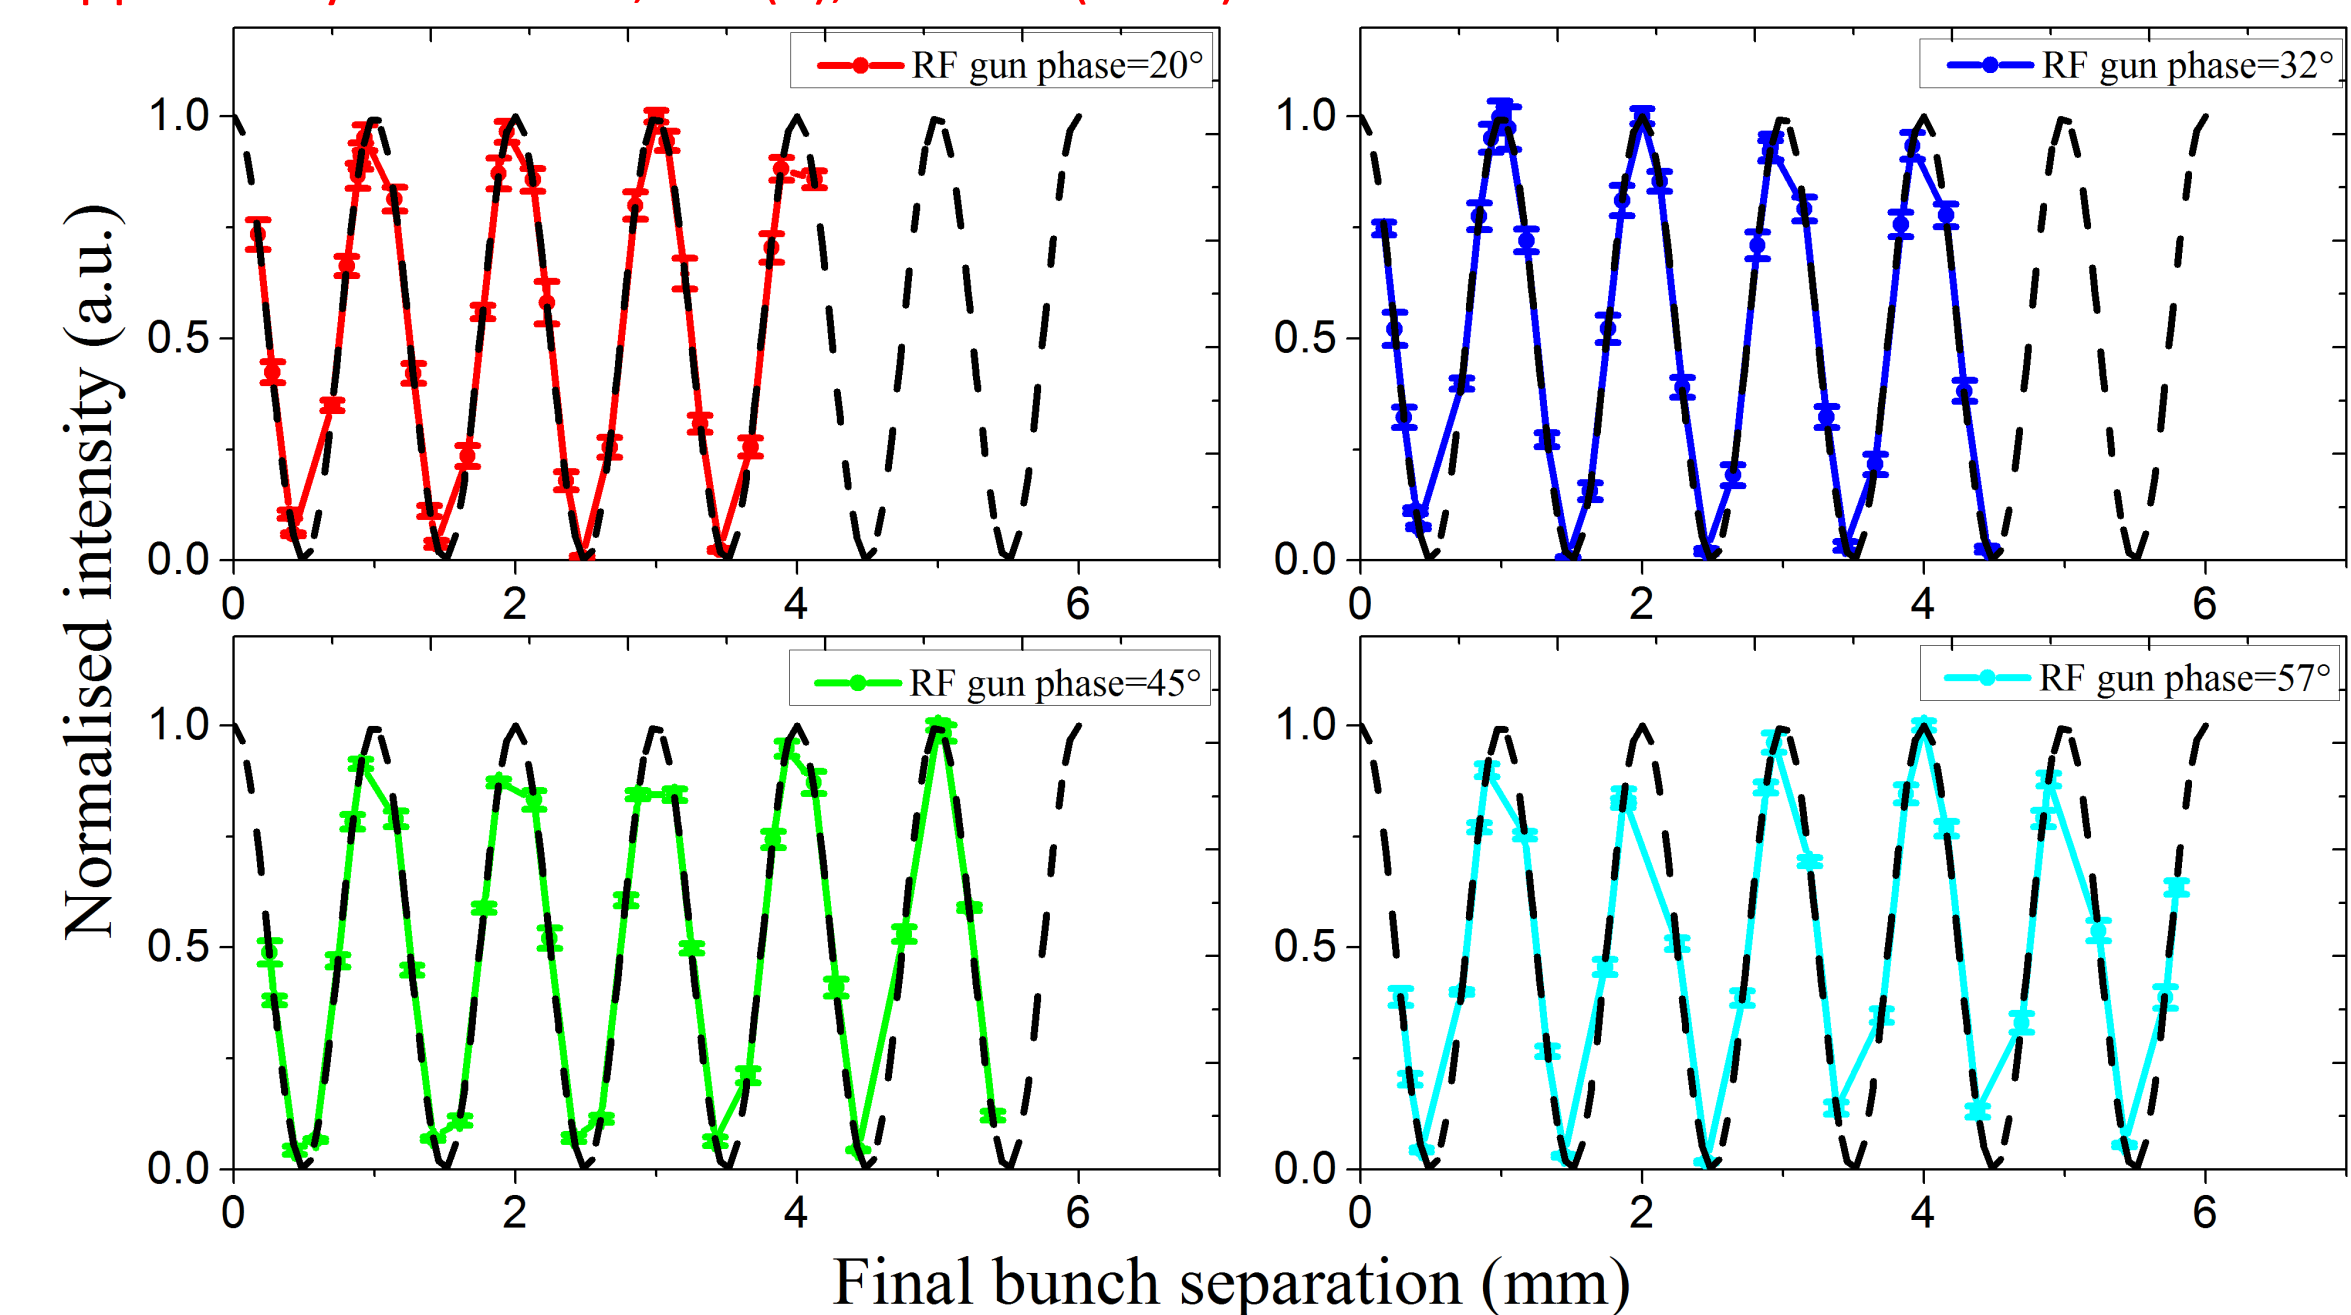 RF gun phase=20°
RF gun phase=32°
1.0
0.5
0.0
0 2 4 6
1.0
0.5
0.0
0 2 4 6
RF gun phase=45°
RF gun phase=57°
1.0
0.5
0.0
0 2 4 6
1.0
0.5
0.0
0 2 4 6
Normalised intensity (a.u.)
Final bunch separation (mm)